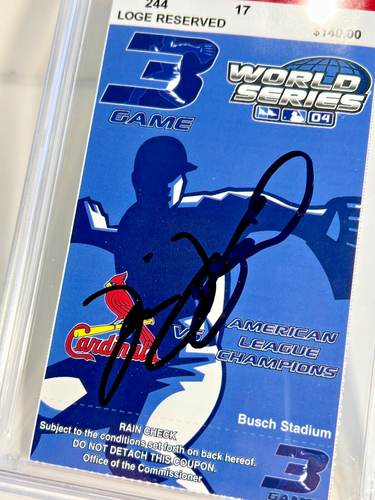 244 17
LOGE RESERVED $140.00
3
GAME
WORLD
SERIES
04
Cardinals VS AMERICAN
LEAGUE
CHAMPIONS
RAIN CHECK
Subject to the conditions set forth on back hereof.
DO NOT DETACH THIS COUPON.
Office of the Commissioner
Busch Stadium
3
GAME